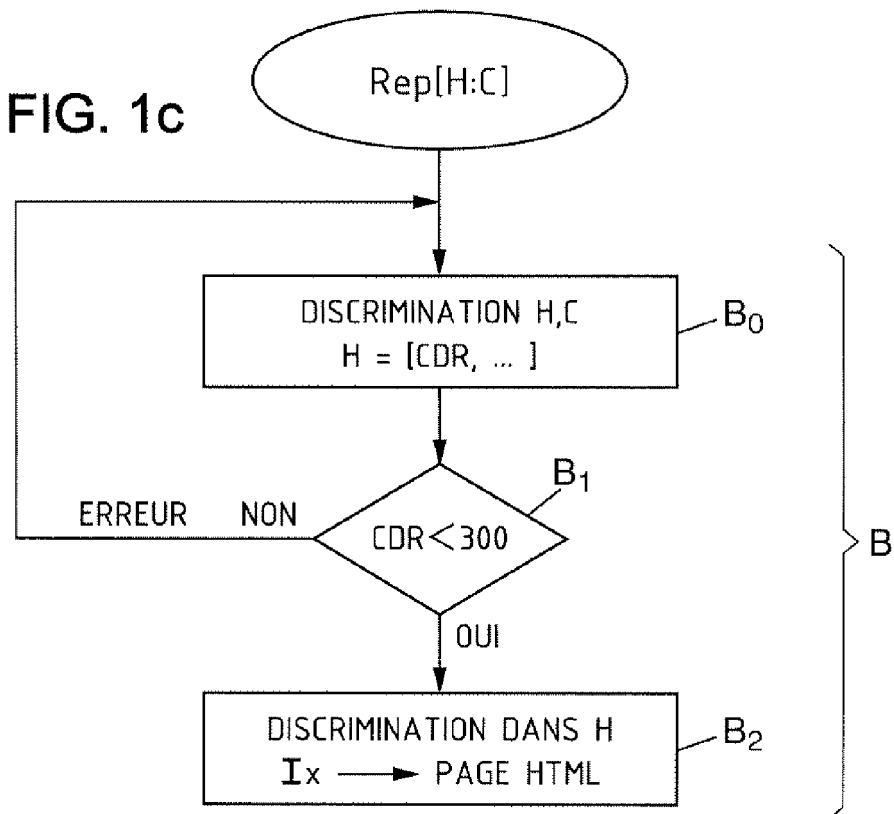 Rep[H:C]
FIG. 1c
DISCRIMINATION H,C
H = [CDR, ... ]
B0
B1
CDR<300
ERREUR NON
B
OUI
DISCRIMINATION DANS H
Ix → PAGE HTML
B2